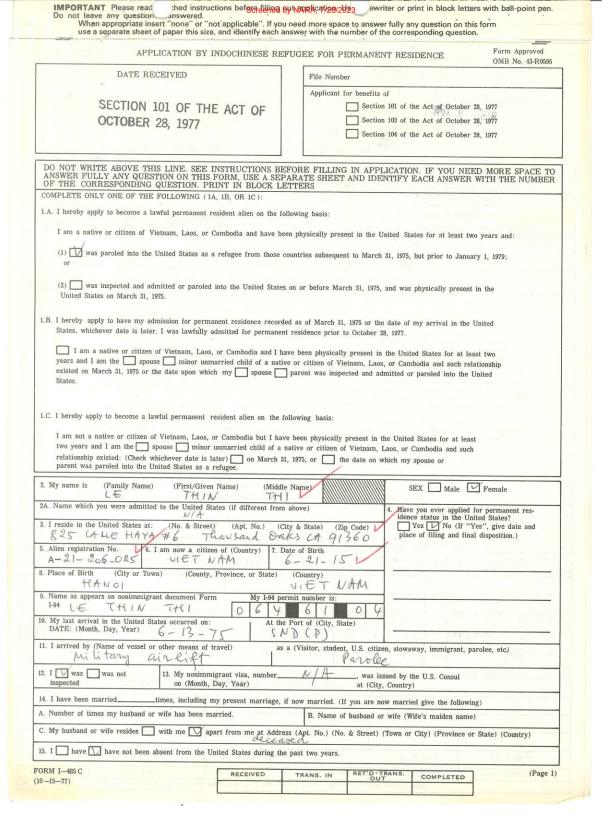 IMPORTANT Please read ched instructions before filling out application. Us writer or print in block letters with ball-point pen.
Screened by NARA, 7/28/2023
Do not leave any question answered.
When appropriate insert "none" or "not applicable". If you need more space to answer fully any question on this form
use a separate sheet of paper this size, and identify each answer with the number of the corresponding question.
APPLICATION BY INDOCHINESE REFUGEE FOR PERMANENT RESIDENCE
Form Approved
OMB No. 43-R0595
DATE RECEIVED
SECTION 101 OF THE ACT OF
OCTOBER 28, 1977
File Number
Applicant for benefits of
Section 101 of the Act of October 28, 1977
Section 103 of the Act of October 28, 1977
Section 104 of the Act of October 28, 1977
DO NOT WRITE ABOVE THIS LINE. SEE INSTRUCTIONS BEFORE FILLING IN APPLICATION. IF YOU NEED MORE SPACE TO
ANSWER FULLY ANY QUESTION ON THIS FORM, USE A SEPARATE SHEET AND IDENTIFY EACH ANSWER WITH THE NUMBER
OF THE CORRESPONDING QUESTION. PRINT IN BLOCK LETTERS
COMPLETE ONLY ONE OF THE FOLLOWING (1A, 1B, OR 1C):
1.A. I hereby apply to become a lawful permanent resident alien on the following basis:
I am a native or citizen of Vietnam, Laos, or Cambodia and have been physically present in the United States for at least two years and:
(1) was paroled into the United States as a refugee from those countries subsequent to March 31, 1975, but prior to January 1, 1979;
or
(2) was inspected and admitted or paroled into the United States on or before March 31, 1975, and was physically present in the
United States on March 31, 1975.
1.B. I hereby apply to have my admission for permanent residence recorded as of March 31, 1975 or the date of my arrival in the United
States, whichever date is later. I was lawfully admitted for permanent residence prior to October 28, 1977.
I am a native or citizen of Vietnam, Laos, or Cambodia and I have been physically present in the United States for at least two
years and I am the spouse minor unmarried child of a native or citizen of Vietnam, Laos, or Cambodia and such relationship
existed on March 31, 1975 or the date upon which my spouse parent was inspected and admitted or paroled into the United
States.
1.C. I hereby apply to become a lawful permanent resident alien on the following basis:
I am not a native or citizen of Vietnam, Laos, or Cambodia but I have been physically present in the United States for at least
two years and I am the spouse minor unmarried child of a native or citizen of Vietnam, Laos, or Cambodia and such
relationship existed: (Check whichever date is later) on March 31, 1975, or the date on which my spouse or
parent was paroled into the United States as a refugee.
2. My name is (Family Name) (First/Given Name) (Middle Name)
LE THIN THI
SEX Male Female
2A. Name which you were admitted to the United States (if different from above)
N/A
4. Have you ever applied for permanent res-
idence status in the United States?
Yes No (If "Yes", give date and
place of filing and final disposition.)
3. I reside in the United States at: (No. & Street) (Apt. No.) (City & State) (Zip Code)
825 CALLE HAYA #6 Thousand Oaks CA 91360
5. Alien registration No. 6. I am now a citizen of (Country) 7. Date of Birth
A-21-206-025 VIET NAM 6-21-15
8. Place of Birth (City or Town) (County, Province, or State) (Country)
HANOI VIET NAM
9. Name as appears on nonimmigrant document Form My I-94 permit number is:
I-94 LE THIN THI 064 61 04
10. My last arrival in the United States occurred on: At the Port of (City, State)
DATE: (Month, Day, Year) 6-13-75 SND (P)
11. I arrived by (Name of vessel or other means of travel) as a (Visitor, student, U.S. citizen, stowaway, immigrant, parolee, etc.)
military airlift Parolee
12. I was was not 13. My nonimmigrant visa, number N/A, was issued by the U.S. Consul
inspected on (Month, Day, Year) at (City, Country)
14. I have been married times, including my present marriage, if now married. (If you are now married give the following)
A. Number of times my husband or wife has been married. B. Name of husband or wife (Wife's maiden name)
C. My husband or wife resides with me apart from me at Address (Apt. No.) (No. & Street) (Town or City) (Province or State) (Country)
deceased
15. I have have not been absent from the United States during the past two years.
FORM I-485 C
(10-15-77)
RECEIVED TRANS. IN RET'D-TRANS. OUT COMPLETED
(Page 1)